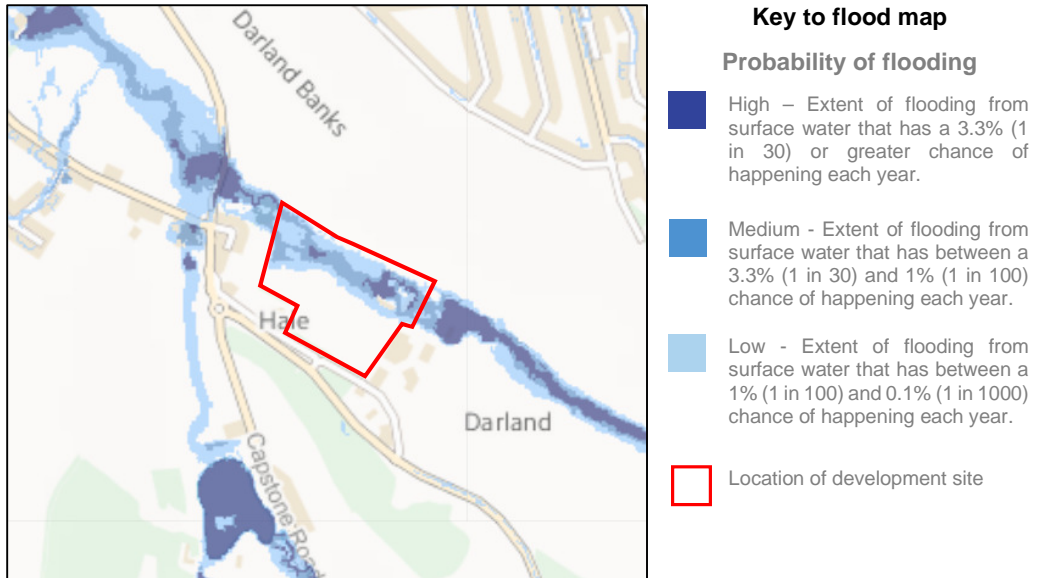 Darland Banks
Hale
Darland
Capstone Road
Key to flood map
Probability of flooding
High – Extent of flooding from
surface water that has a 3.3% (1
in 30) or greater chance of
happening each year.
Medium - Extent of flooding from
surface water that has between a
3.3% (1 in 30) and 1% (1 in 100)
chance of happening each year.
Low - Extent of flooding from
surface water that has between a
1% (1 in 100) and 0.1% (1 in 1000)
chance of happening each year.
Location of development site